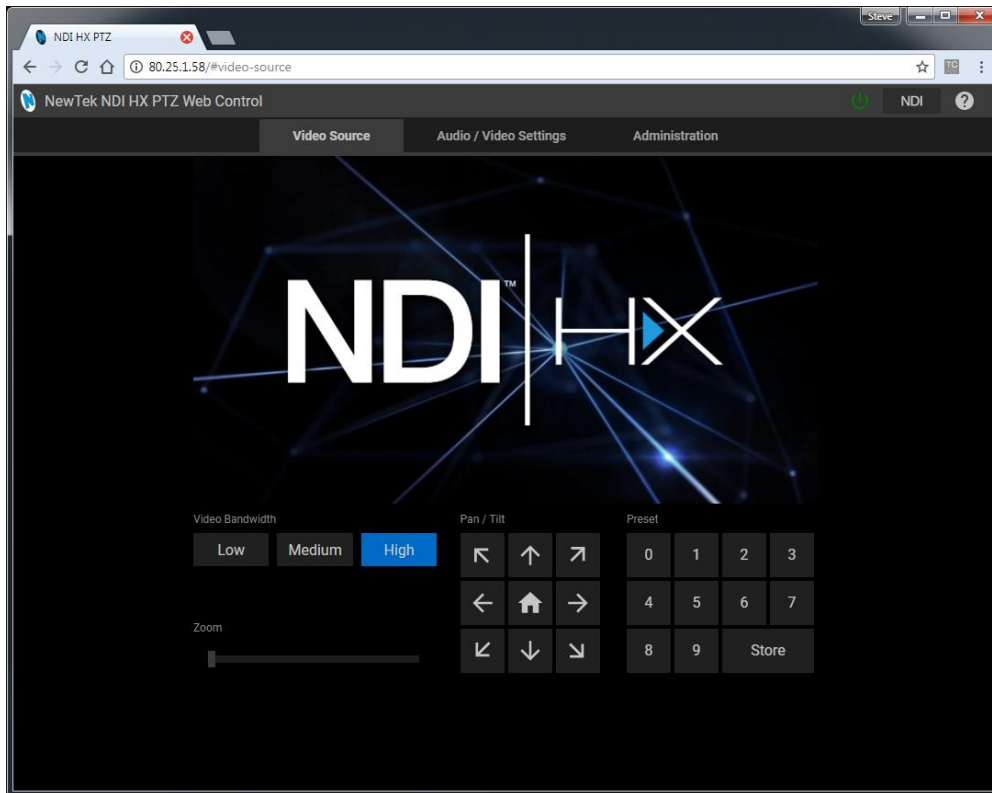 Steve
NDI HX PTZ
80.25.1.58/#video-source
TC
NewTek NDI HX PTZ Web Control
NDI
?
Video Source Audio / Video Settings Administration
NDI™ HX
Video Bandwidth Pan / Tilt Preset
Low Medium High
0 1 2 3
4 5 6 7
Zoom
8 9 Store